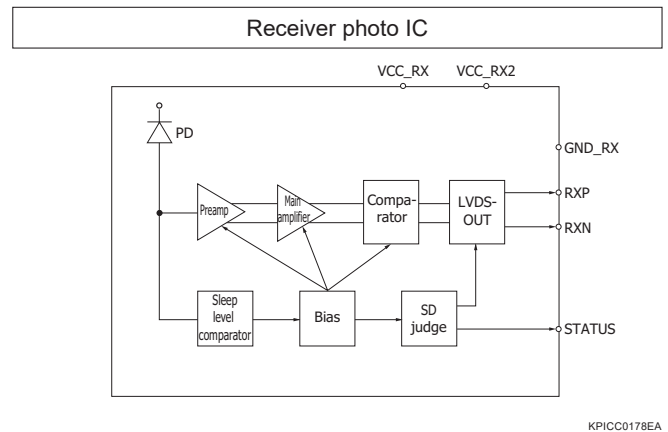 Receiver photo IC
VCC_RX
VCC_RX2
PD
GND_RX
Preamp
Main
amplifier
Compa-
rator
LVDS-
OUT
RXP
RXN
Sleep
level
comparator
Bias
SD
judge
STATUS
KPICC0178EA